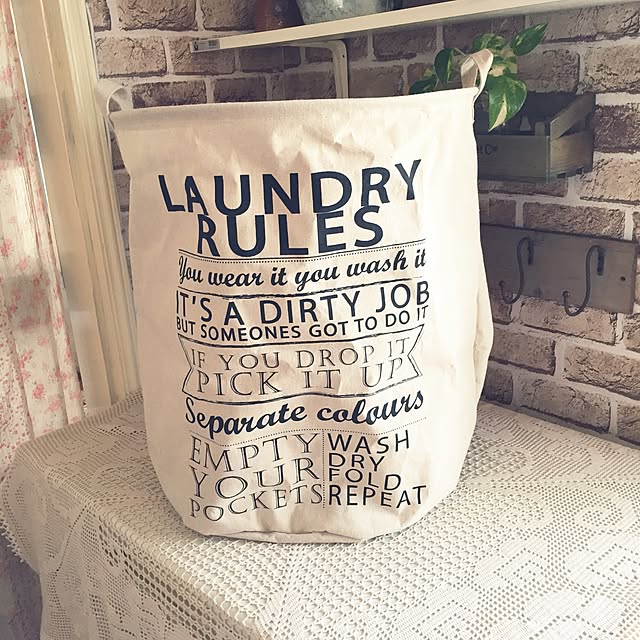 LAUNDRY
RULES
You wear it you wash it
IT'S A DIRTY JOB
BUT SOMEONES GOT TO DO IT
IF YOU DROP IT
PICK IT UP
Separate colours
EMPTY
YOUR
POCKETS
WASH
DRY
FOLD
REPEAT